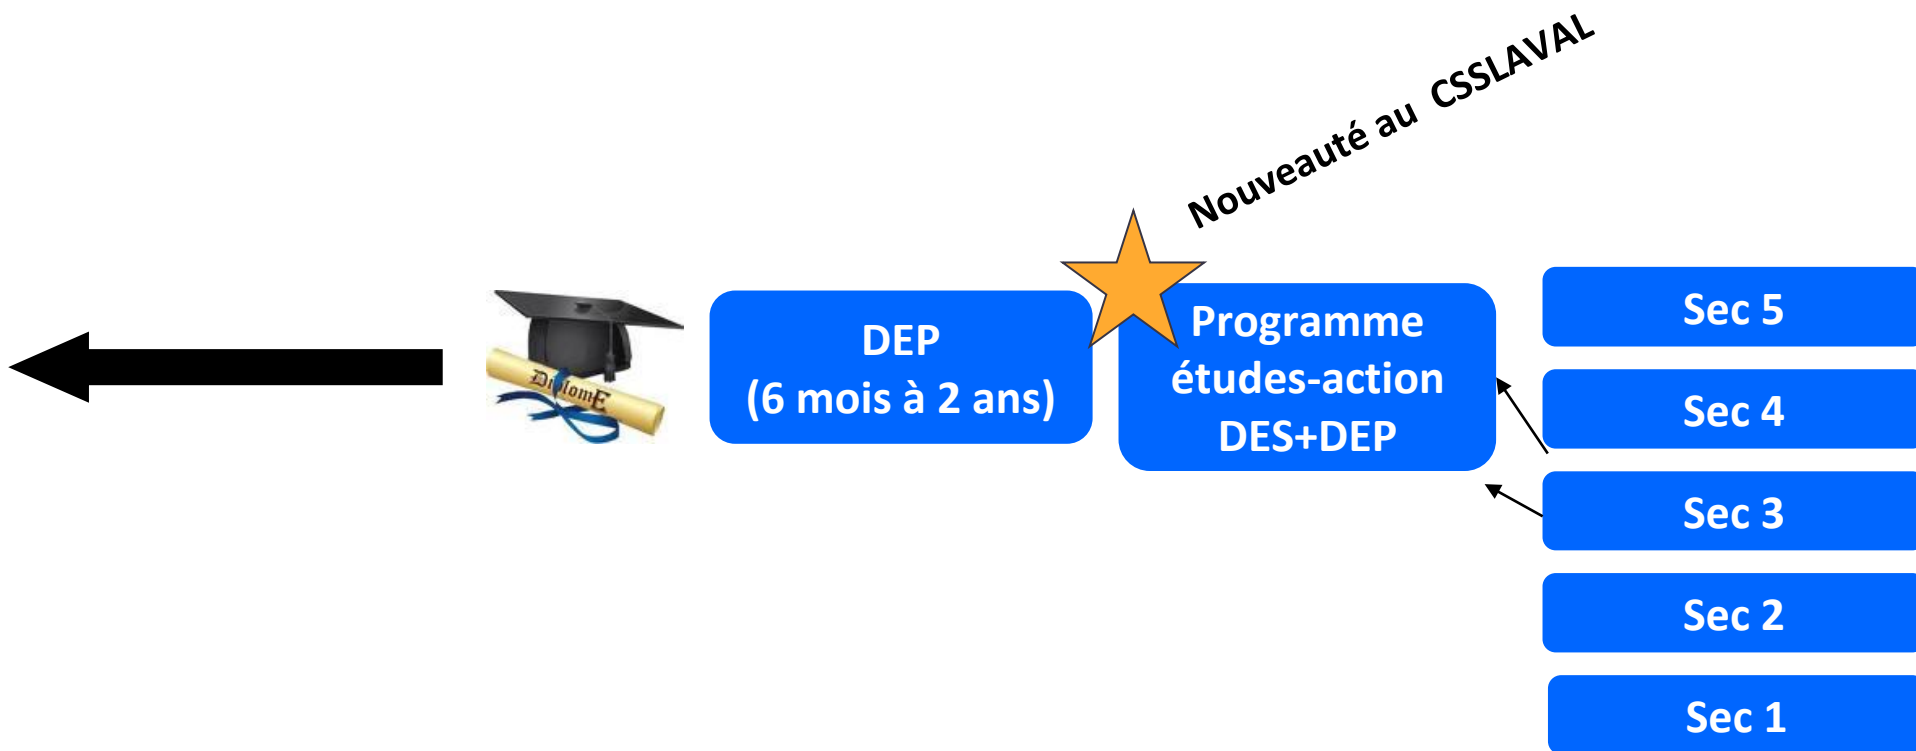 Nouveauté au CSSLAVAL
DEP
(6 mois à 2 ans)
Programme
études-action
DES+DEP
Sec 5
Sec 4
Sec 3
Sec 2
Sec 1
DiplomE